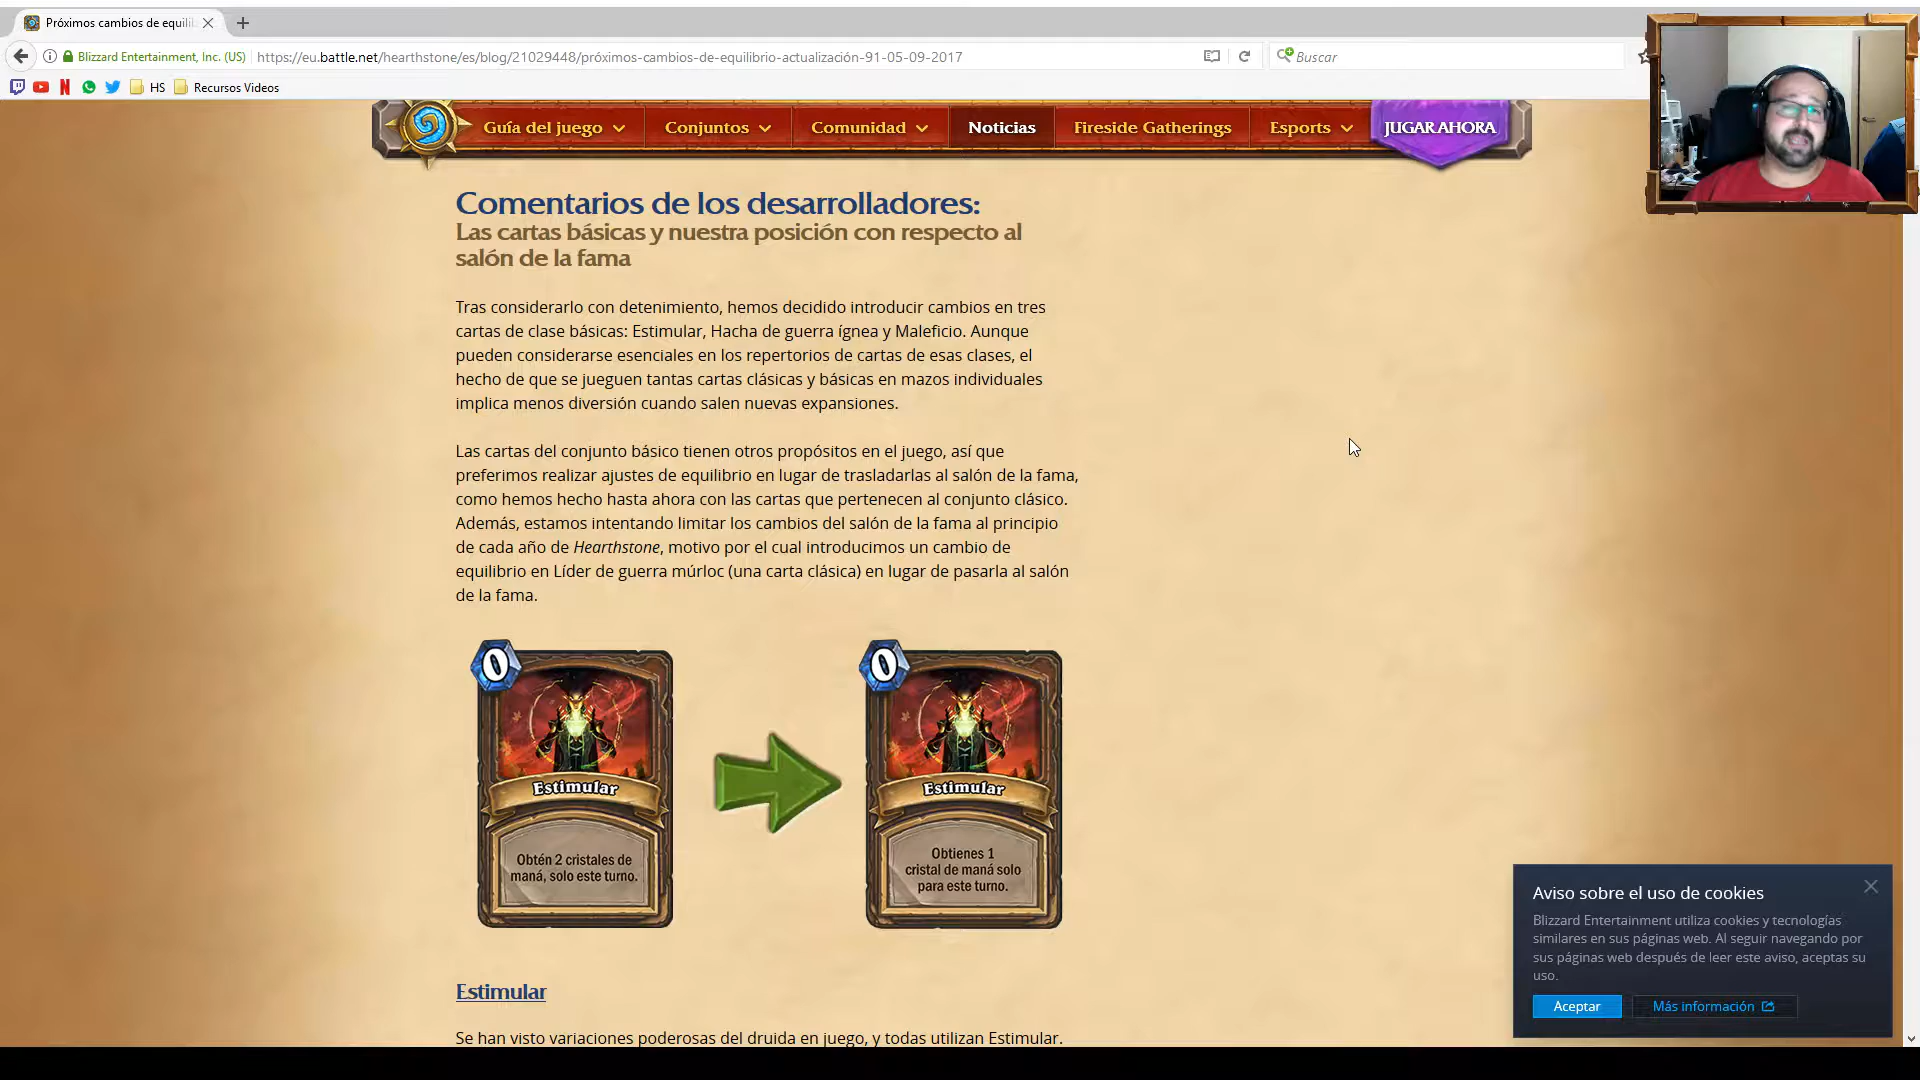 Próximos cambios de equilib
Blizzard Entertainment, Inc. (US)
https://eu.battle.net/hearthstone/es/blog/21029448/próximos-cambios-de-equilibrio-actualización-91-05-09-2017
Buscar
HS
Recursos Videos
Guía del juego
Conjuntos
Comunidad
Noticias
Fireside Gatherings
Esports
JUGAR AHORA
Comentarios de los desarrolladores:
Las cartas básicas y nuestra posición con respecto al
salón de la fama
Tras considerarlo con detenimiento, hemos decidido introducir cambios en tres
cartas de clase básicas: Estimular, Hacha de guerra ígnea y Maleficio. Aunque
pueden considerarse esenciales en los repertorios de cartas de esas clases, el
hecho de que se jueguen tantas cartas clásicas y básicas en mazos individuales
implica menos diversión cuando salen nuevas expansiones.
Las cartas del conjunto básico tienen otros propósitos en el juego, así que
preferimos realizar ajustes de equilibrio en lugar de trasladarlas al salón de la fama,
como hemos hecho hasta ahora con las cartas que pertenecen al conjunto clásico.
Además, estamos intentando limitar los cambios del salón de la fama al principio
de cada año de Hearthstone, motivo por el cual introducimos un cambio de
equilibrio en Líder de guerra múrloc (una carta clásica) en lugar de pasarla al salón
de la fama.
0
Estimular
Obtén 2 cristales de
maná, solo este turno.
0
Estimular
Obtienes 1
cristal de maná solo
para este turno.
Estimular
Se han visto variaciones poderosas del druida en juego, y todas utilizan Estimular.
Aviso sobre el uso de cookies
Blizzard Entertainment utiliza cookies y tecnologías
similares en sus páginas web. Al seguir navegando por
sus páginas web después de leer este aviso, aceptas su
uso.
Aceptar
Más información